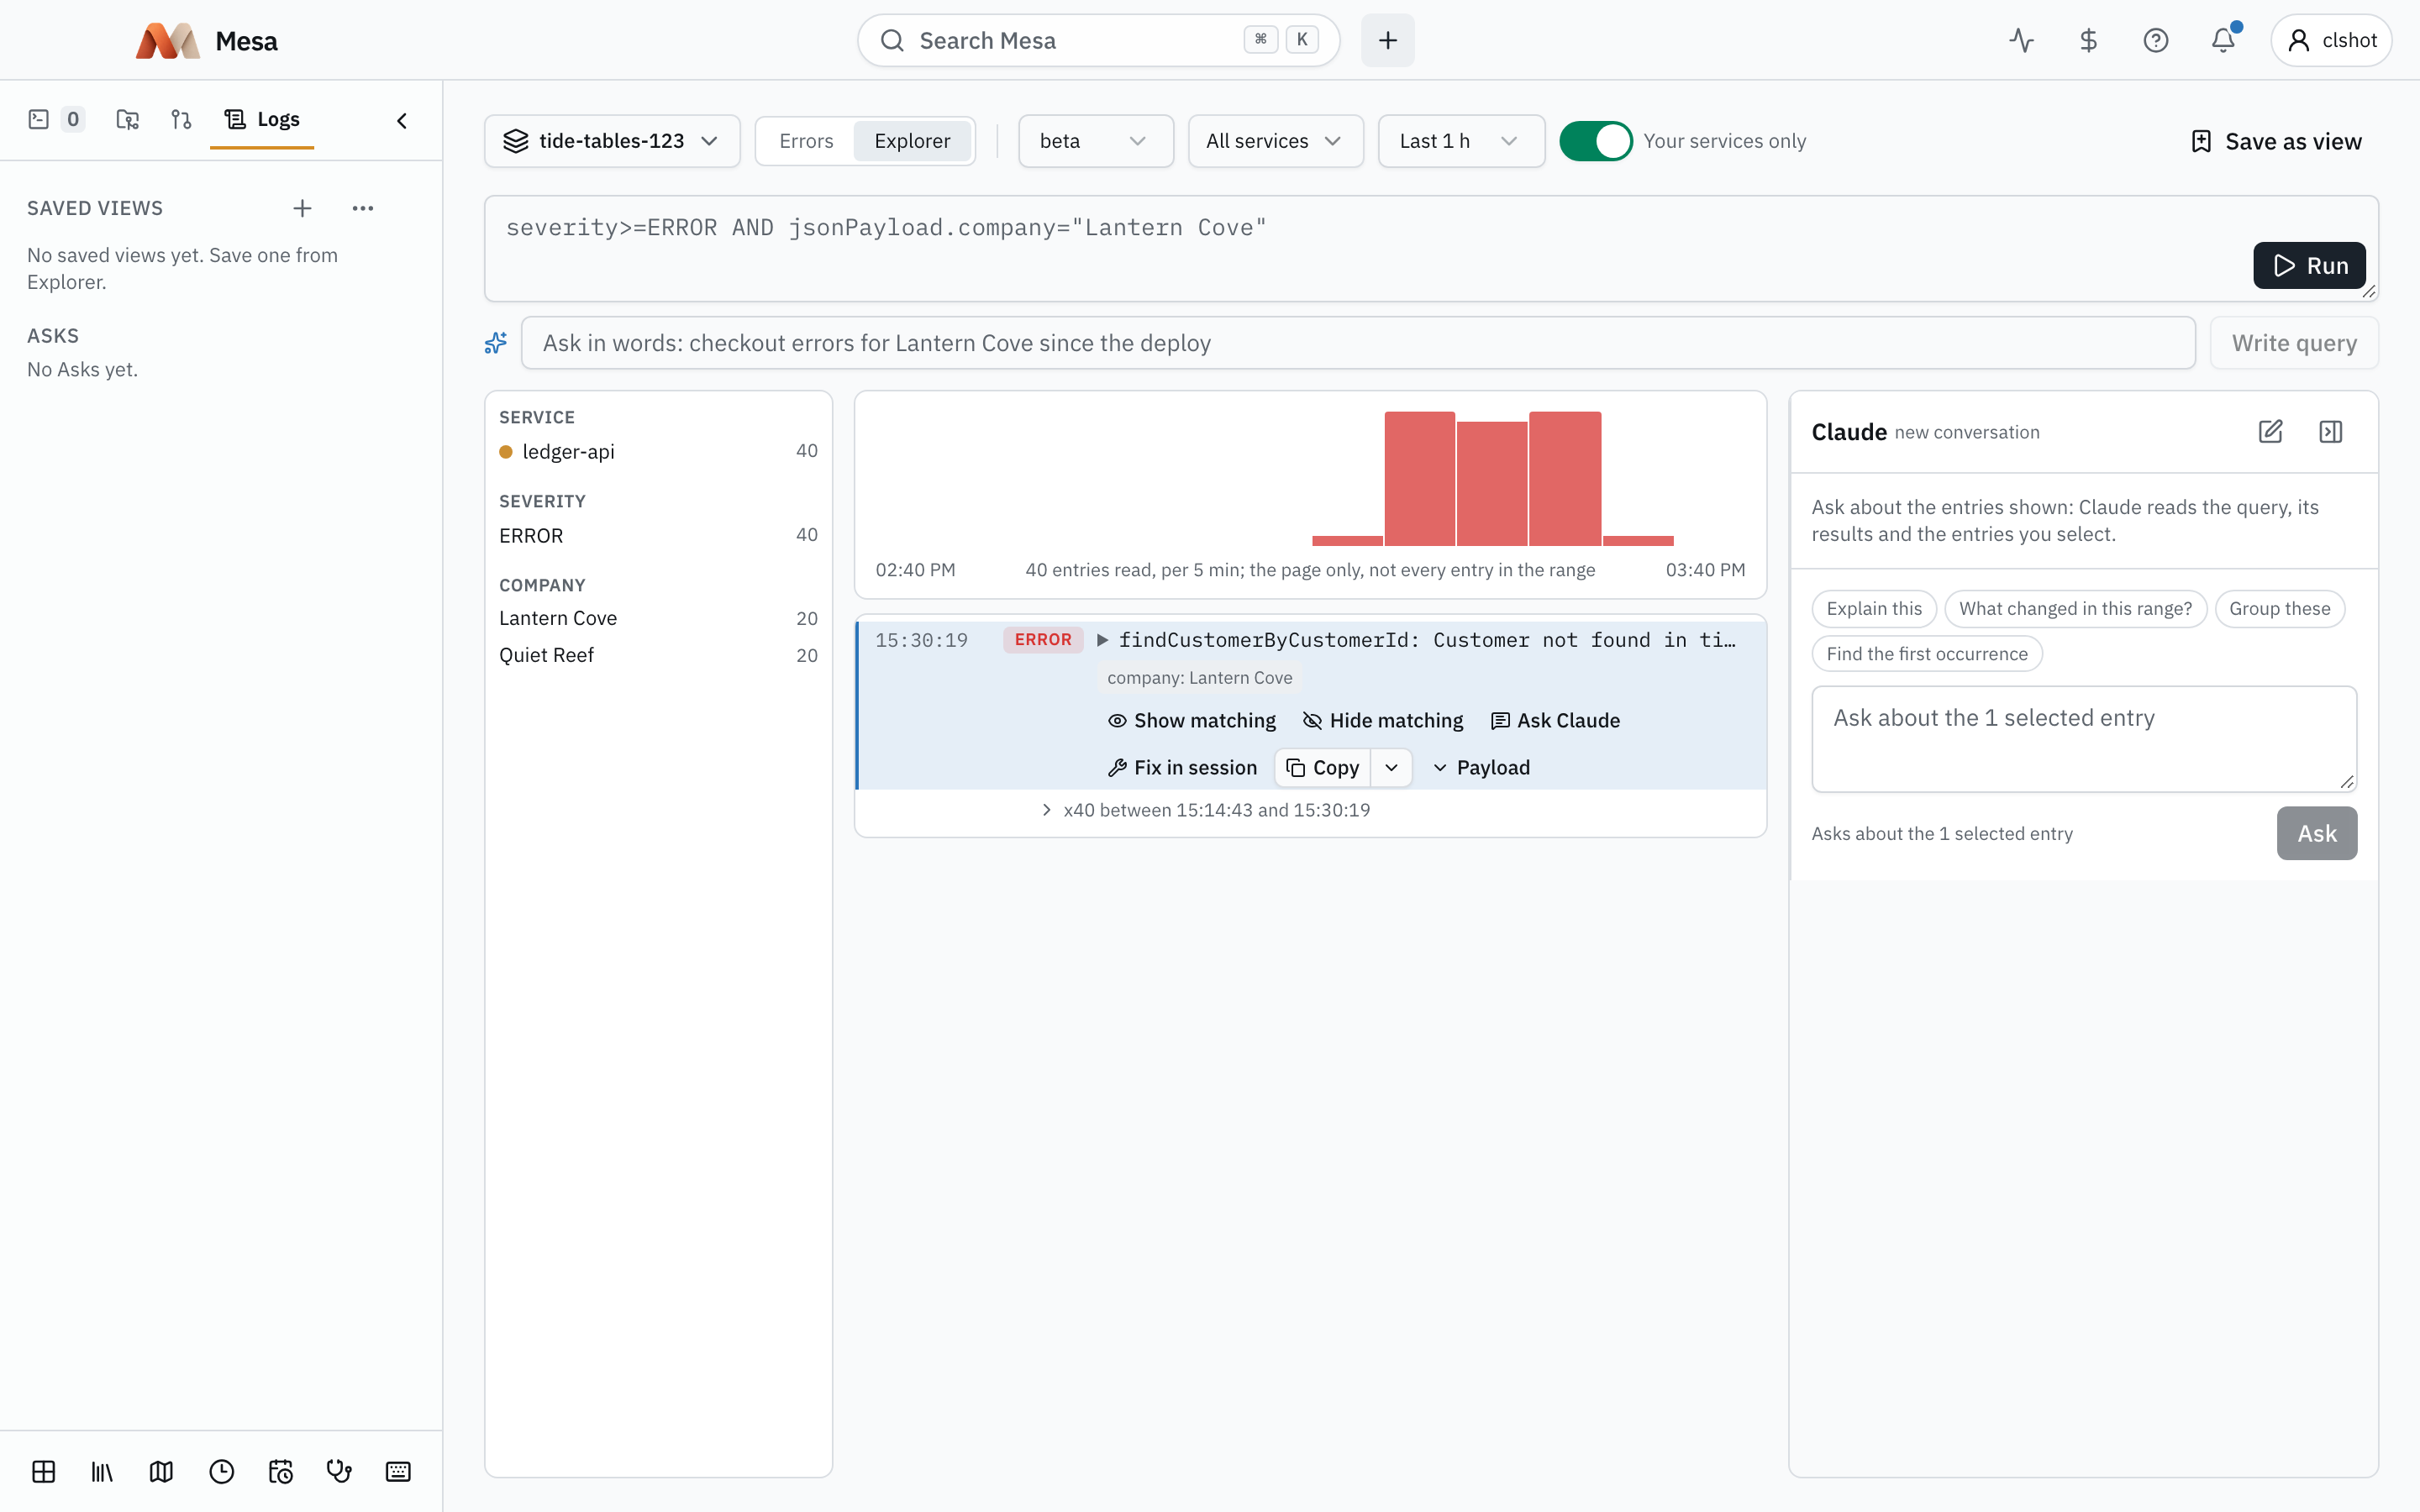 Mesa
Search Mesa
⌘ K
clshot
0
Logs
SAVED VIEWS
No saved views yet. Save one from
Explorer.
ASKS
No Asks yet.
tide-tables-123
Errors
Explorer
beta
All services
Last 1 h
Your services only
Save as view
severity>=ERROR AND jsonPayload.company="Lantern Cove"
Run
Ask in words: checkout errors for Lantern Cove since the deploy
Write query
SERVICE
ledger-api 40
SEVERITY
ERROR 40
COMPANY
Lantern Cove 20
Quiet Reef 20
02:40 PM
40 entries read, per 5 min; the page only, not every entry in the range
03:40 PM
15:30:19 ERROR findCustomerByCustomerId: Customer not found in ti…
company: Lantern Cove
Show matching
Hide matching
Ask Claude
Fix in session
Copy
Payload
x40 between 15:14:43 and 15:30:19
Claude new conversation
Ask about the entries shown: Claude reads the query, its
results and the entries you select.
Explain this
What changed in this range?
Group these
Find the first occurrence
Ask about the 1 selected entry
Asks about the 1 selected entry
Ask